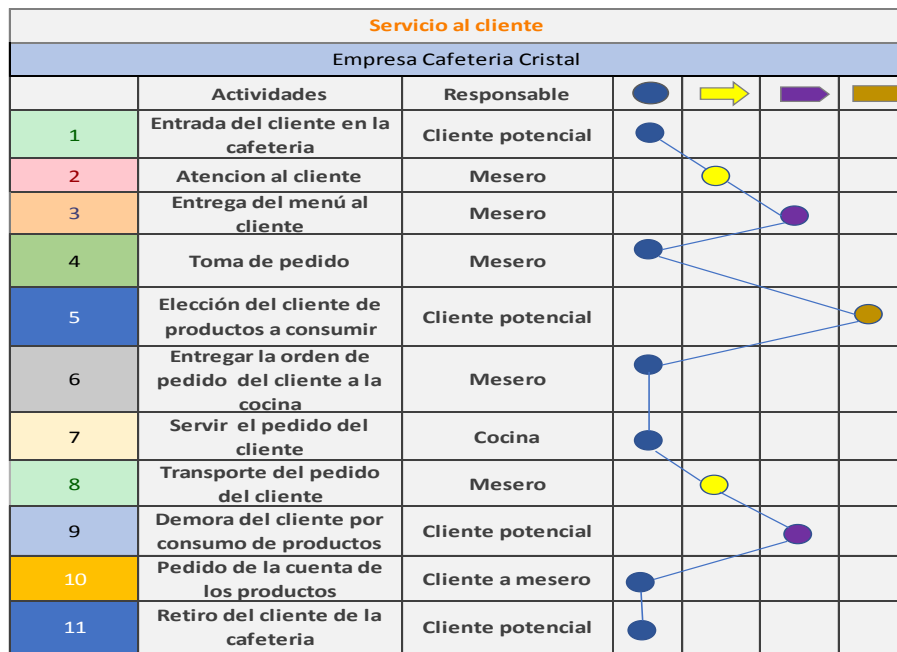 Servicio al cliente
Empresa Cafeteria Cristal
Actividades Responsable
1 Entrada del cliente en la cafeteria Cliente potencial
2 Atencion al cliente Mesero
3 Entrega del menú al cliente Mesero
4 Toma de pedido Mesero
5 Elección del cliente de productos a consumir Cliente potencial
6 Entregar la orden de pedido del cliente a la cocina Mesero
7 Servir el pedido del cliente Cocina
8 Transporte del pedido del cliente Mesero
9 Demora del cliente por consumo de productos Cliente potencial
10 Pedido de la cuenta de los productos Cliente a mesero
11 Retiro del cliente de la cafeteria Cliente potencial